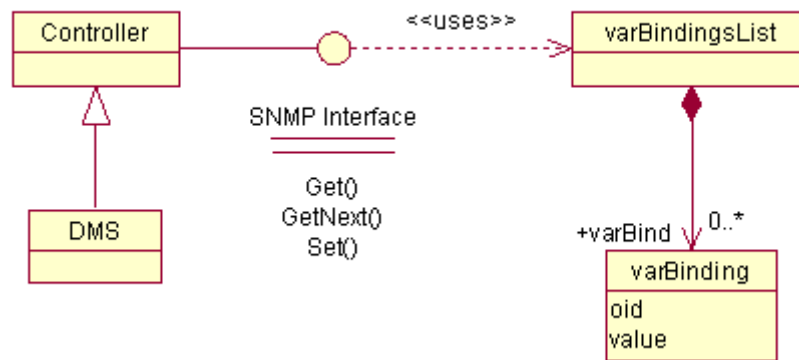 Controller
<<uses>>
varBindingsList
SNMP Interface
Get()
GetNext()
Set()
DMS
+varBind
0..*
varBinding
oid
value